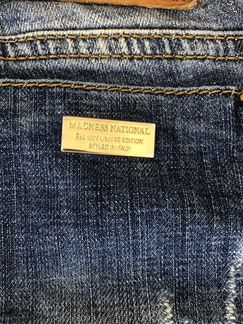 MADNESS NATIONAL
LIMITED EDITION
STYLED IN ITALY